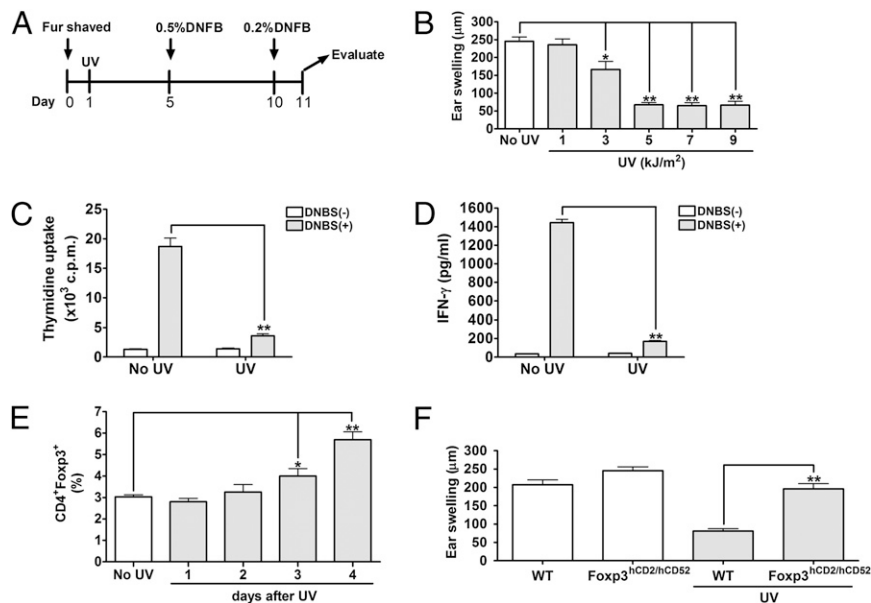 A
Fur shaved
0.5%DNFB
0.2%DNFB
Evaluate
UV
Day
0
1
5
10
11
B
Ear swelling (μm)
300
250
200
150
100
50
0
*
**
**
**
No UV
1
3
5
7
9
UV (kJ/m²)
C
Thymidine uptake
(x10³ c.p.m.)
25
20
15
10
5
0
DNBS(-)
DNBS(+)
**
No UV
UV
D
IFN-γ (pg/ml)
1600
1400
1200
1000
800
600
400
200
0
DNBS(-)
DNBS(+)
**
No UV
UV
E
CD4⁺Foxp3⁺
(%)
7
6
5
4
3
2
1
0
*
**
No UV
1
2
3
4
days after UV
F
Ear swelling (μm)
300
250
200
150
100
50
0
**
WT
Foxp3hCD2/hCD52
WT
Foxp3hCD2/hCD52
UV